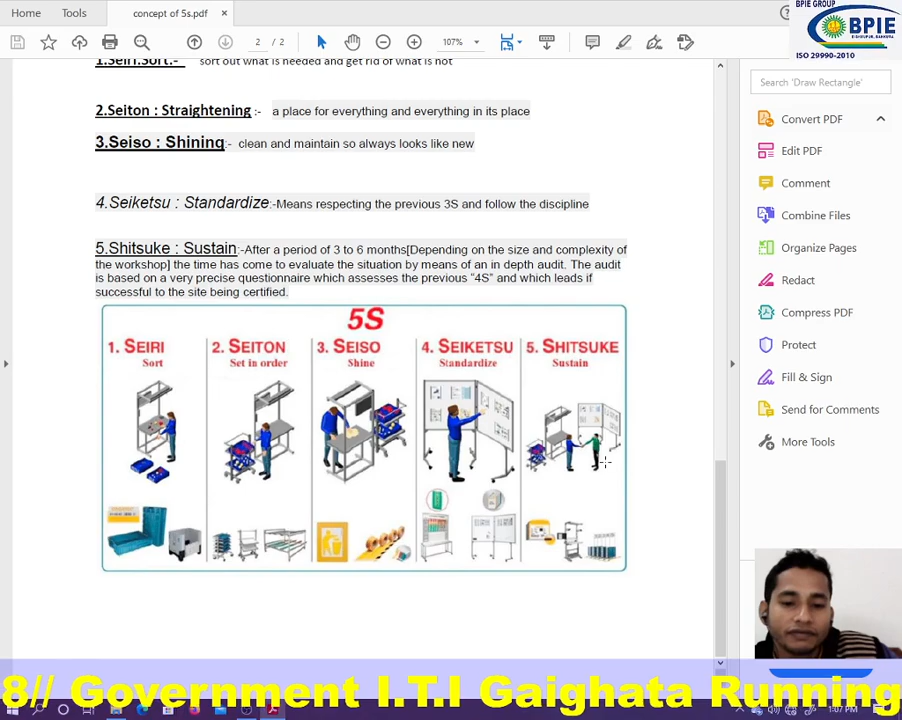 Home
Tools
concept of 5s.pdf
×
BPIE GROUP
BPIE
ISO 29990-2010
2 / 2
107%
1.Seiri:Sort:- sort out what is needed and get rid of what is not
2.Seiton : Straightening :- a place for everything and everything in its place
3.Seiso : Shining:- clean and maintain so always looks like new
4.Seiketsu : Standardize:-Means respecting the previous 3S and follow the discipline
5.Shitsuke : Sustain:-After a period of 3 to 6 months[Depending on the size and complexity of
the workshop] the time has come to evaluate the situation by means of an in depth audit. The audit
is based on a very precise questionnaire which assesses the previous "4S" and which leads if
successful to the site being certified.
5S
1. SEIRI
Sort
2. SEITON
Set in order
3. SEISO
Shine
4. SEIKETSU
Standardize
5. SHITSUKE
Sustain
Search 'Draw Rectangle'
Convert PDF
Edit PDF
Comment
Combine Files
Organize Pages
Redact
Compress PDF
Protect
Fill & Sign
Send for Comments
More Tools
8// Government I.T.I Gaighata Running
1:07 PM